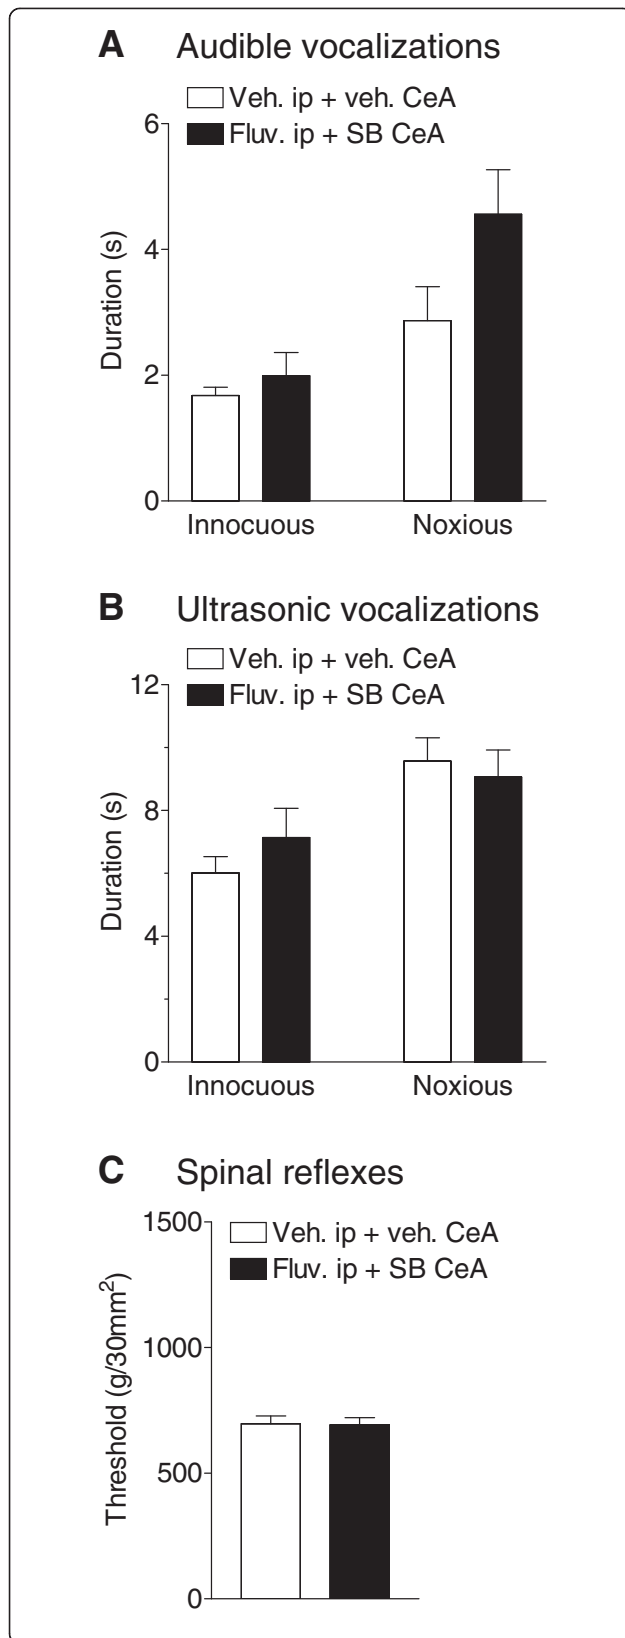 A Audible vocalizations
Veh. ip + veh. CeA
Fluv. ip + SB CeA
6
4
2
0
Duration (s)
Innocuous Noxious
B Ultrasonic vocalizations
Veh. ip + veh. CeA
Fluv. ip + SB CeA
12
8
4
0
Duration (s)
Innocuous Noxious
C Spinal reflexes
Veh. ip + veh. CeA
Fluv. ip + SB CeA
1500
1000
500
0
Threshold (g/30mm²)